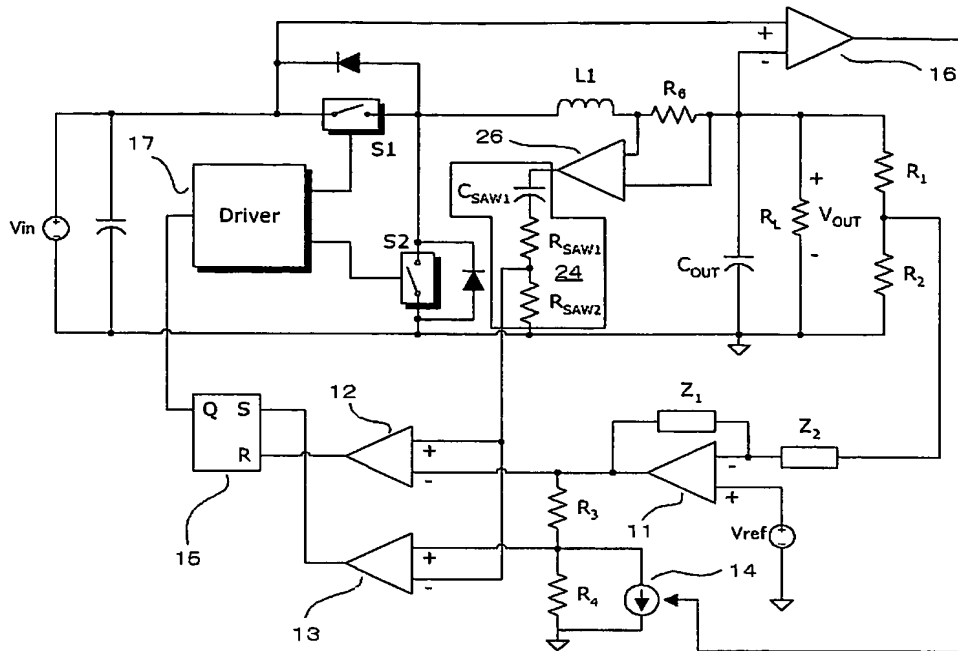 +
-
16
L1
R6
S1
26
17
CSAW1
R1
Driver
+
Vin
RSAW1
RL
VOUT
S2
24
-
COUT
R2
RSAW2
12
Z1
Q S
+
Z2
R
-
-
+
R3
11
15
Vref
+
14
-
R4
13